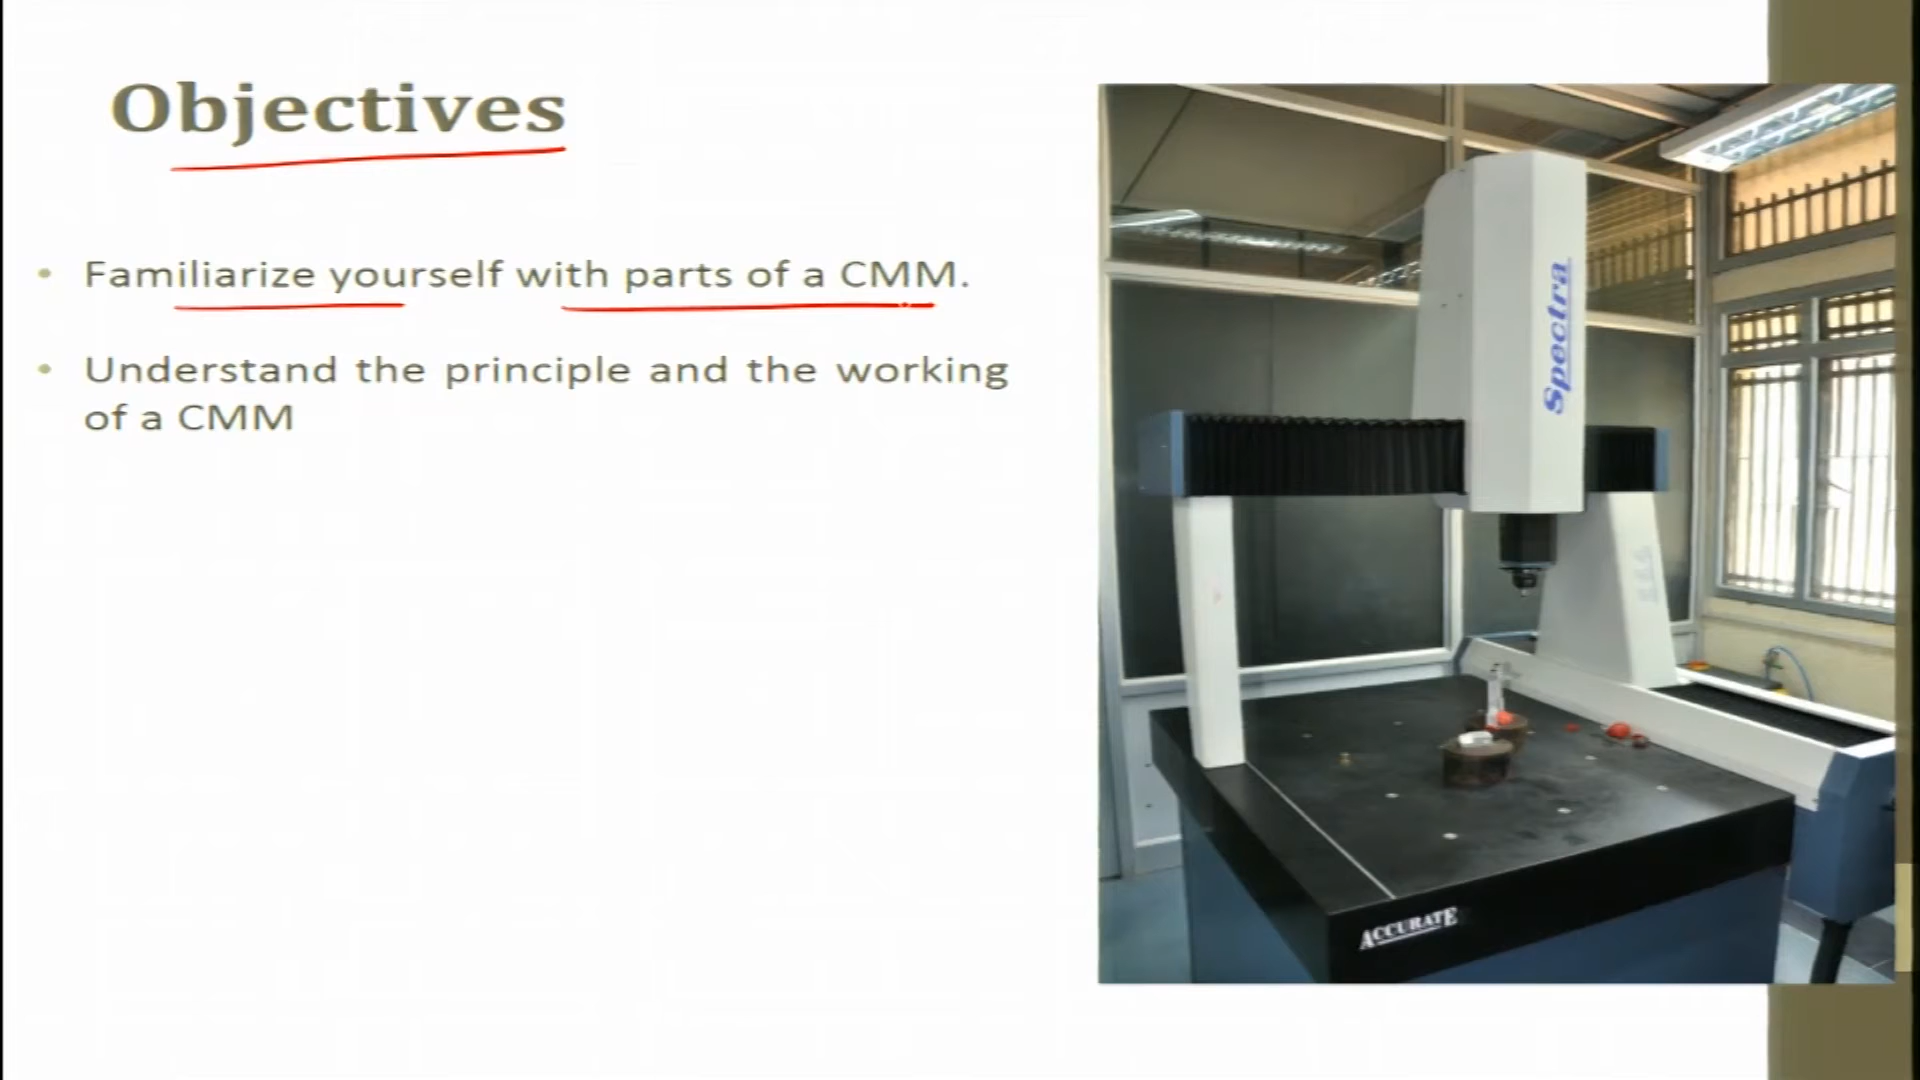 Objectives
• Familiarize yourself with parts of a CMM.
• Understand the principle and the working
of a CMM
Spectra
ACCURATE